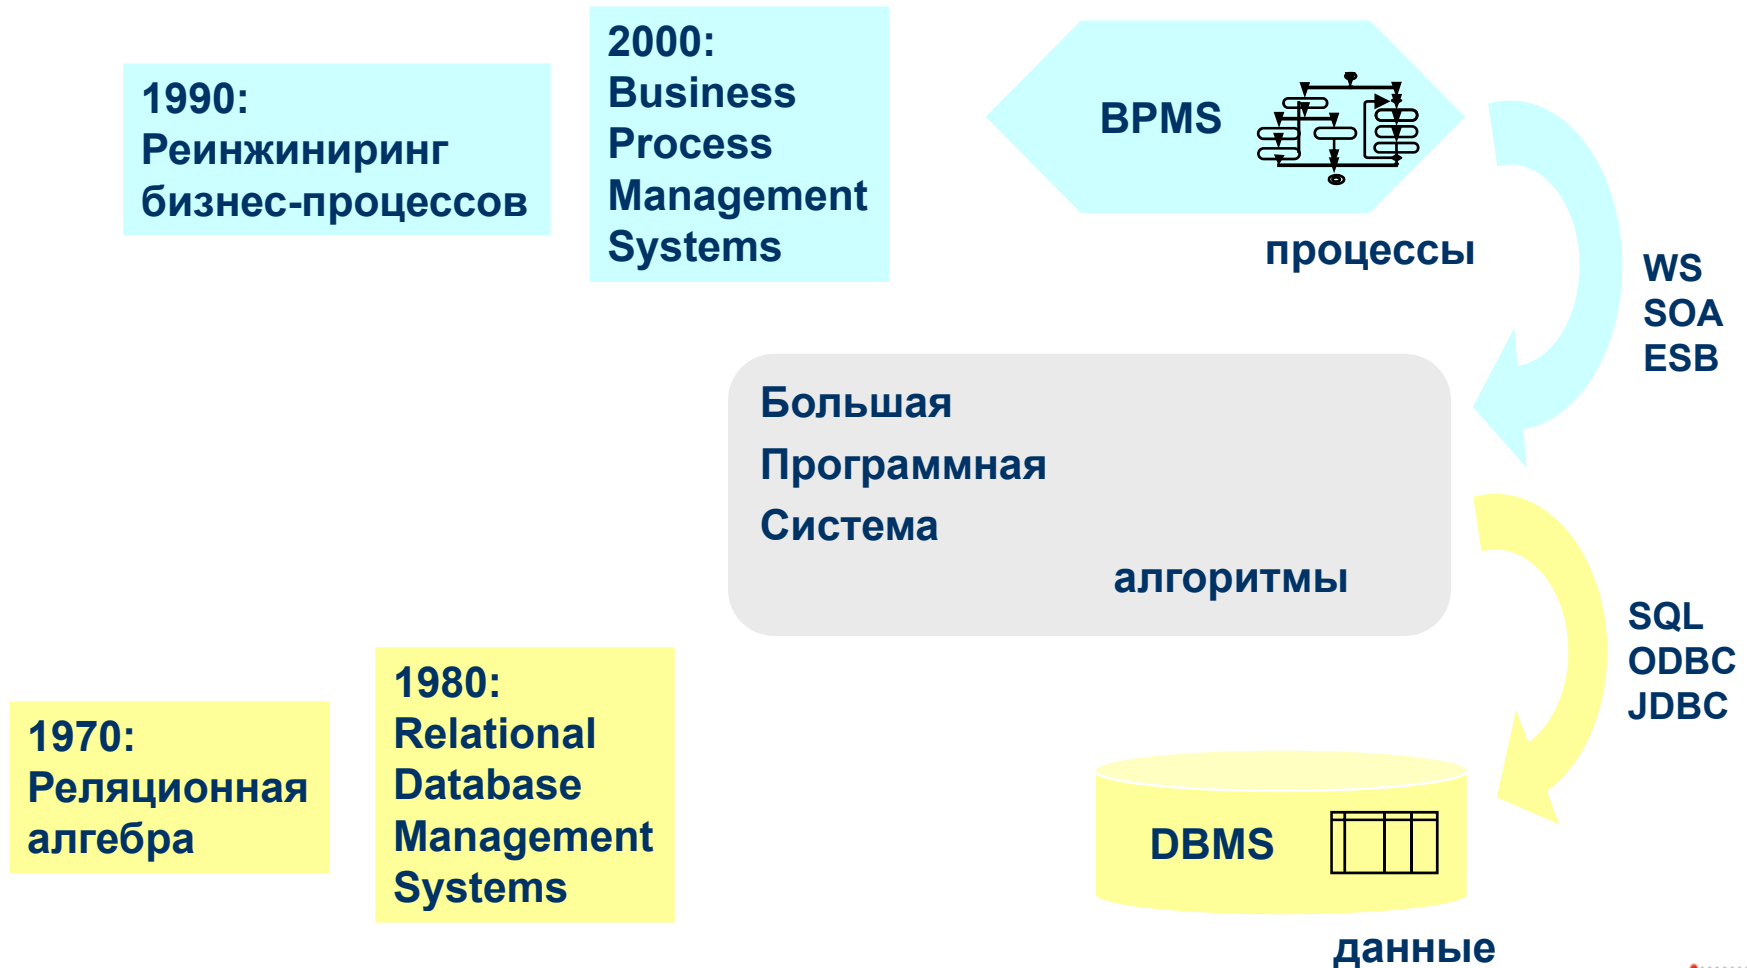 1990:
Реинжиниринг
бизнес-процессов
2000:
Business
Process
Management
Systems
BPMS
процессы
WS
SOA
ESB
Большая
Программная
Система
алгоритмы
SQL
ODBC
JDBC
1970:
Реляционная
алгебра
1980:
Relational
Database
Management
Systems
DBMS
данные